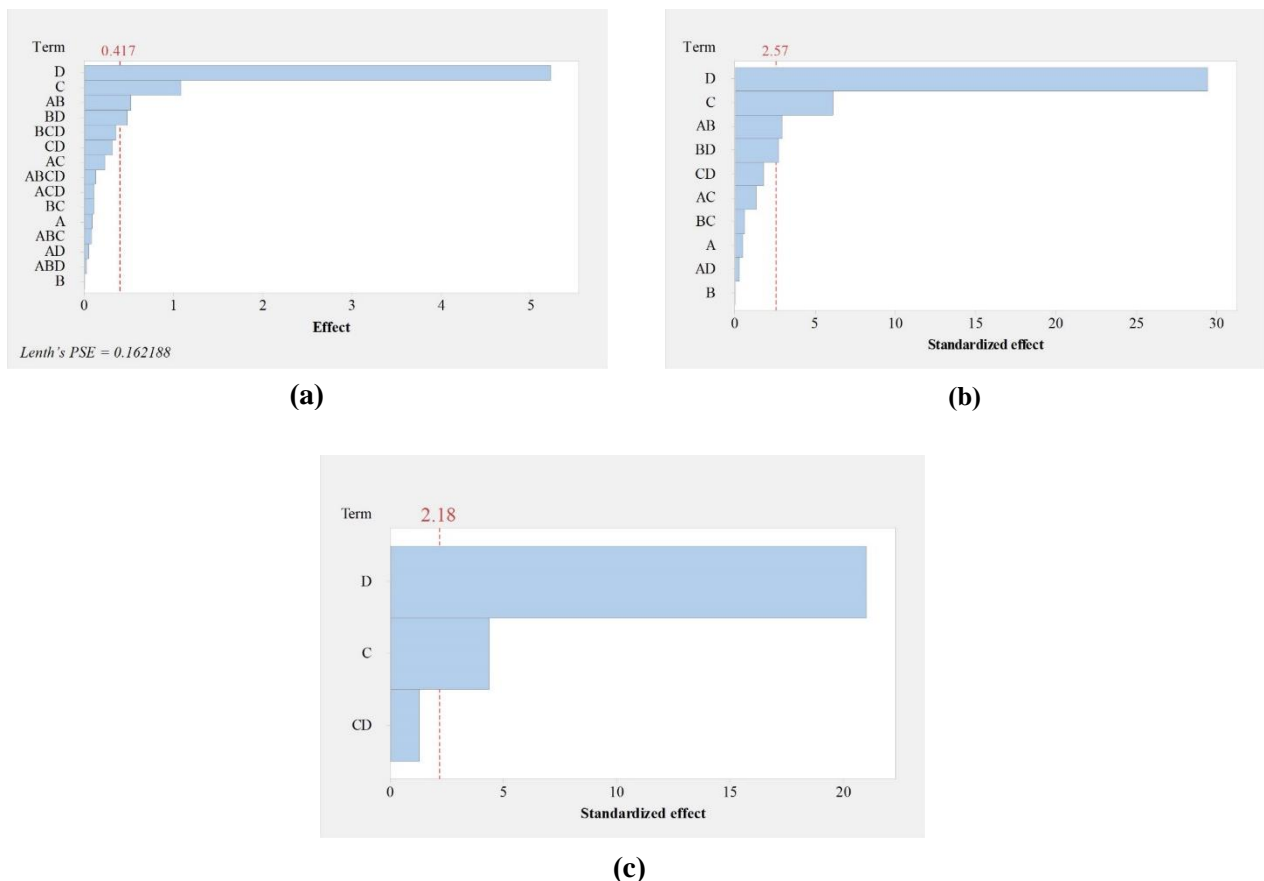 Term
0.417
D
C
AB
BD
BCD
CD
AC
ABCD
ACD
BC
A
ABC
AD
ABD
B
0 1 2 3 4 5
Effect
Lenth's PSE = 0.162188
(a)
Term
2.57
D
C
AB
BD
CD
AC
BC
A
AD
B
0 5 10 15 20 25 30
Standardized effect
(b)
Term
2.18
D
C
CD
0 5 10 15 20
Standardized effect
(c)